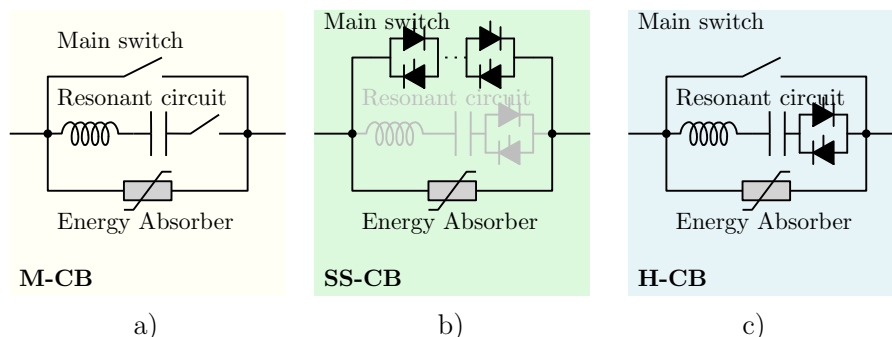 Main switch
Resonant circuit
Energy Absorber
M-CB
a)
Main switch
...
Resonant circuit
Energy Absorber
SS-CB
b)
Main switch
Resonant circuit
Energy Absorber
H-CB
c)